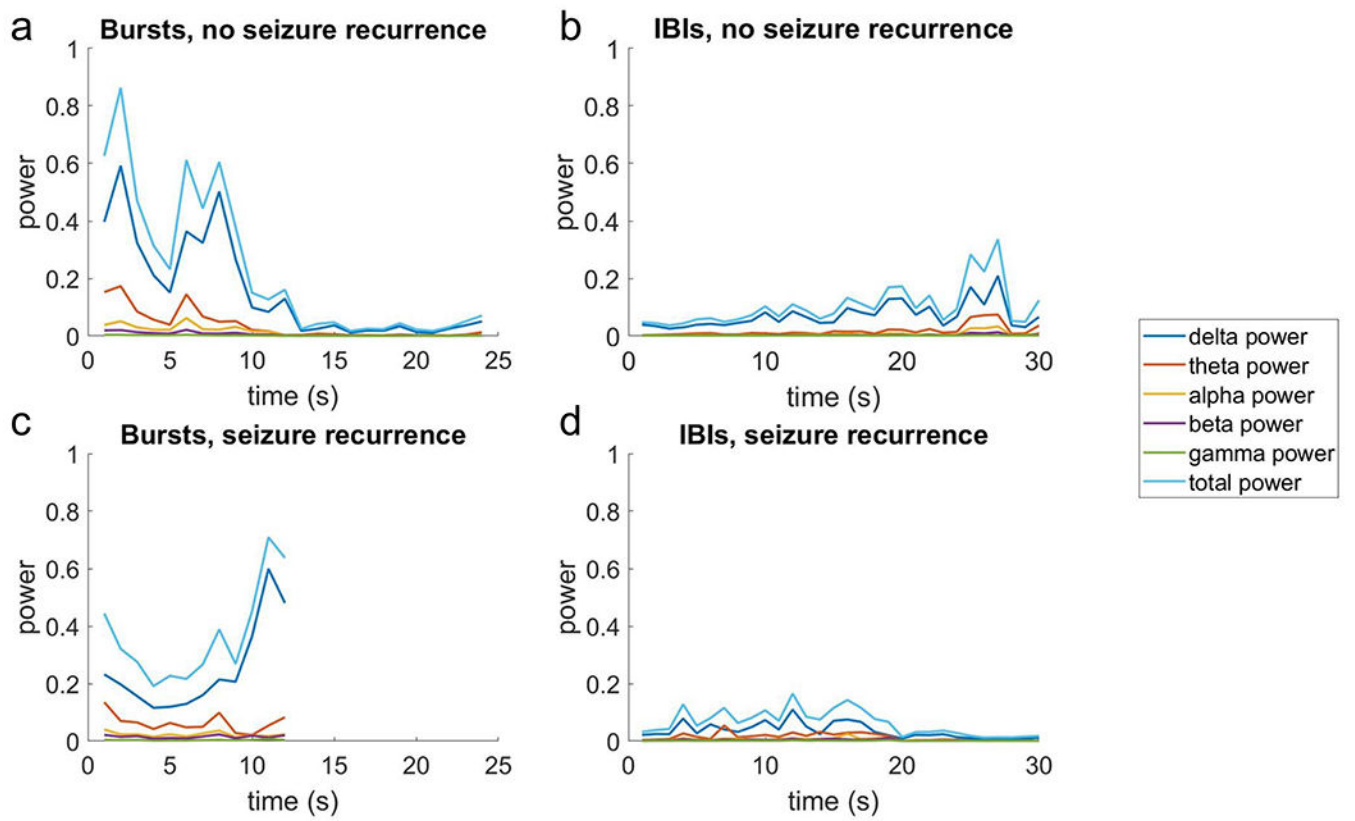 a
Bursts, no seizure recurrence
1
0.8
0.6
0.4
0.2
0
power
0 5 10 15 20 25
time (s)
b
IBIs, no seizure recurrence
1
0.8
0.6
0.4
0.2
0
power
0 10 20 30
time (s)
c
Bursts, seizure recurrence
1
0.8
0.6
0.4
0.2
0
power
0 5 10 15 20 25
time (s)
d
IBIs, seizure recurrence
1
0.8
0.6
0.4
0.2
0
power
0 10 20 30
time (s)
delta power
theta power
alpha power
beta power
gamma power
total power